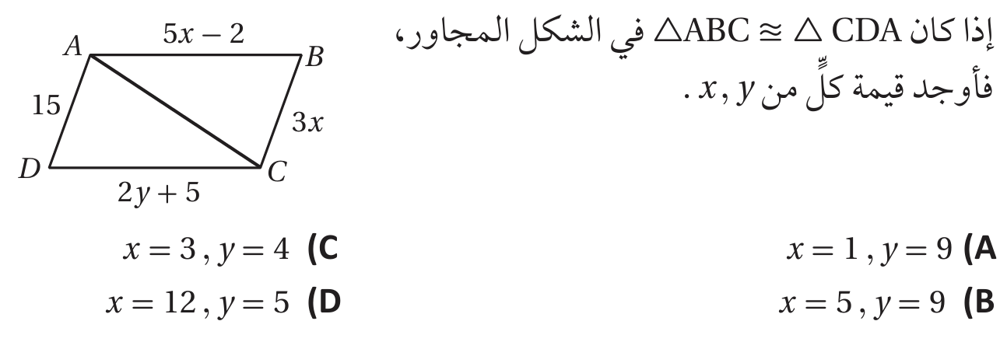 إذا كان △ABC ≅ △ CDA في الشكل المجاور،
فأوجد قيمة كلٍّ من x, y .
5x − 2
A
B
15
3x
D
C
2y + 5
A) x = 1 , y = 9
C) x = 3 , y = 4
B) x = 5 , y = 9
D) x = 12 , y = 5